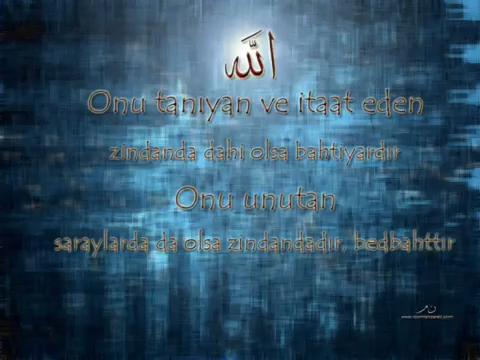 الله
Onu tanıyan ve itaat eden
zindanda dahi olsa bahtiyardır
Onu unutan
saraylarda da olsa zindandadır, bedbahttır